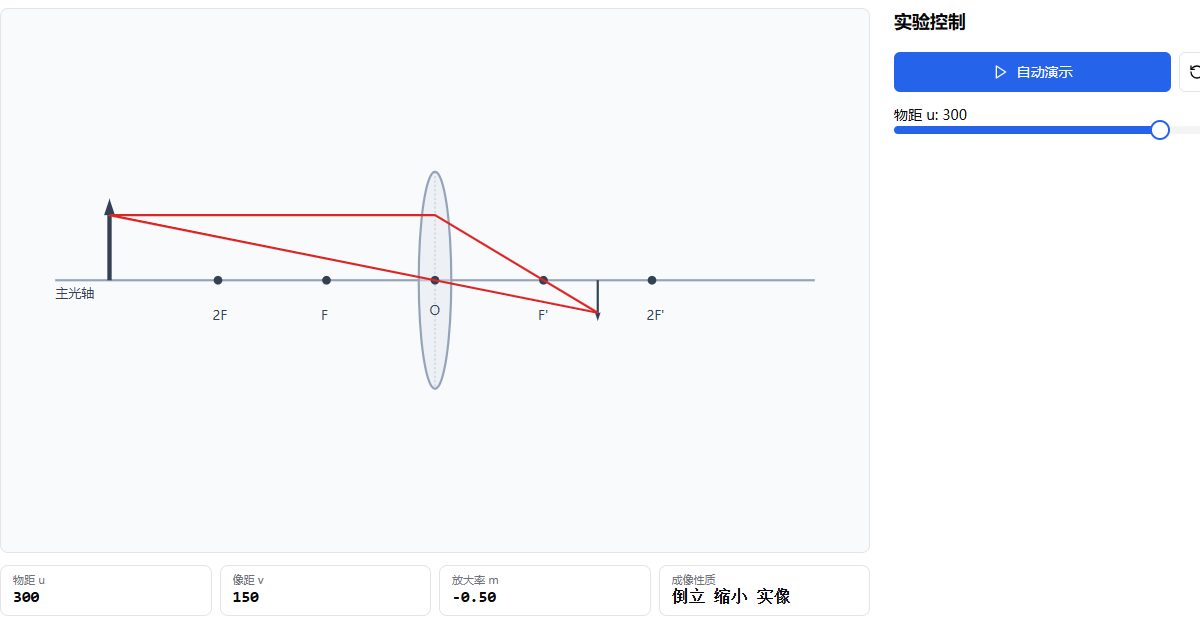 实验控制
自动演示
物距 u: 300
主光轴
2F
F
O
F'
2F'
物距 u
300
像距 v
150
放大率 m
-0.50
成像性质
倒立 缩小 实像